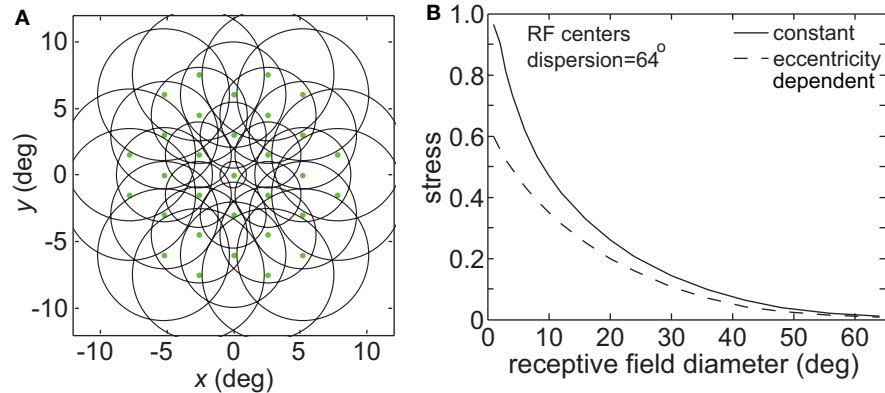 A
10
5
0
-5
-10
y (deg)
-10
-5
0
5
10
x (deg)
B
1.0
0.8
0.6
0.4
0.2
0
stress
RF centers
dispersion=64°
constant
eccentricity
dependent
0
10
20
30
40
50
60
receptive field diameter (deg)